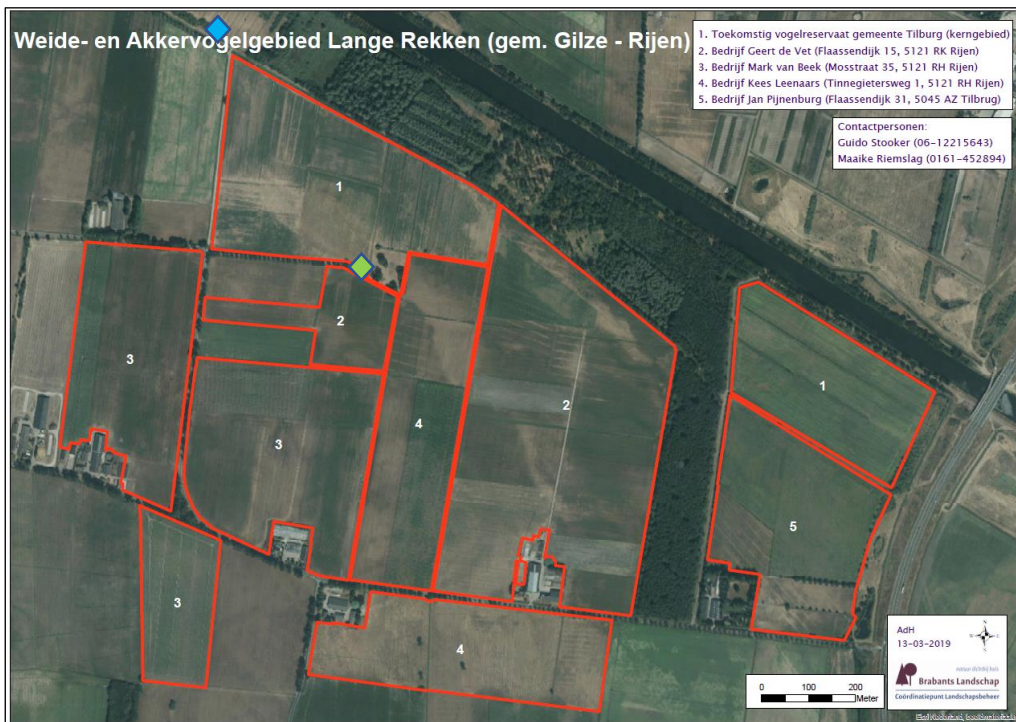 Weide- en Akkervogelgebied Lange Rekken (gem. Gilze - Rijen)
1. Toekomstig vogelreservaat gemeente Tilburg (kerngebied)
2. Bedrijf Geert de Vet (Flaassendijk 15, 5121 RK Rijen)
3. Bedrijf Mark van Beek (Mosstraat 35, 5121 RH Rijen)
4. Bedrijf Kees Leenaars (Tinnegietersweg 1, 5121 RH Rijen)
5. Bedrijf Jan Pijnenburg (Flaassendijk 31, 5045 AZ Tilbrug)
Contactpersonen:
Guido Stooker (06-12215643)
Maaike Riemslag (0161-452894)
1
2
3
2
4
1
3
5
3
4
AdH
13-03-2019
Brabants Landschap
Coördinatiepunt Landschapsbeheer
0 100 200
Meter